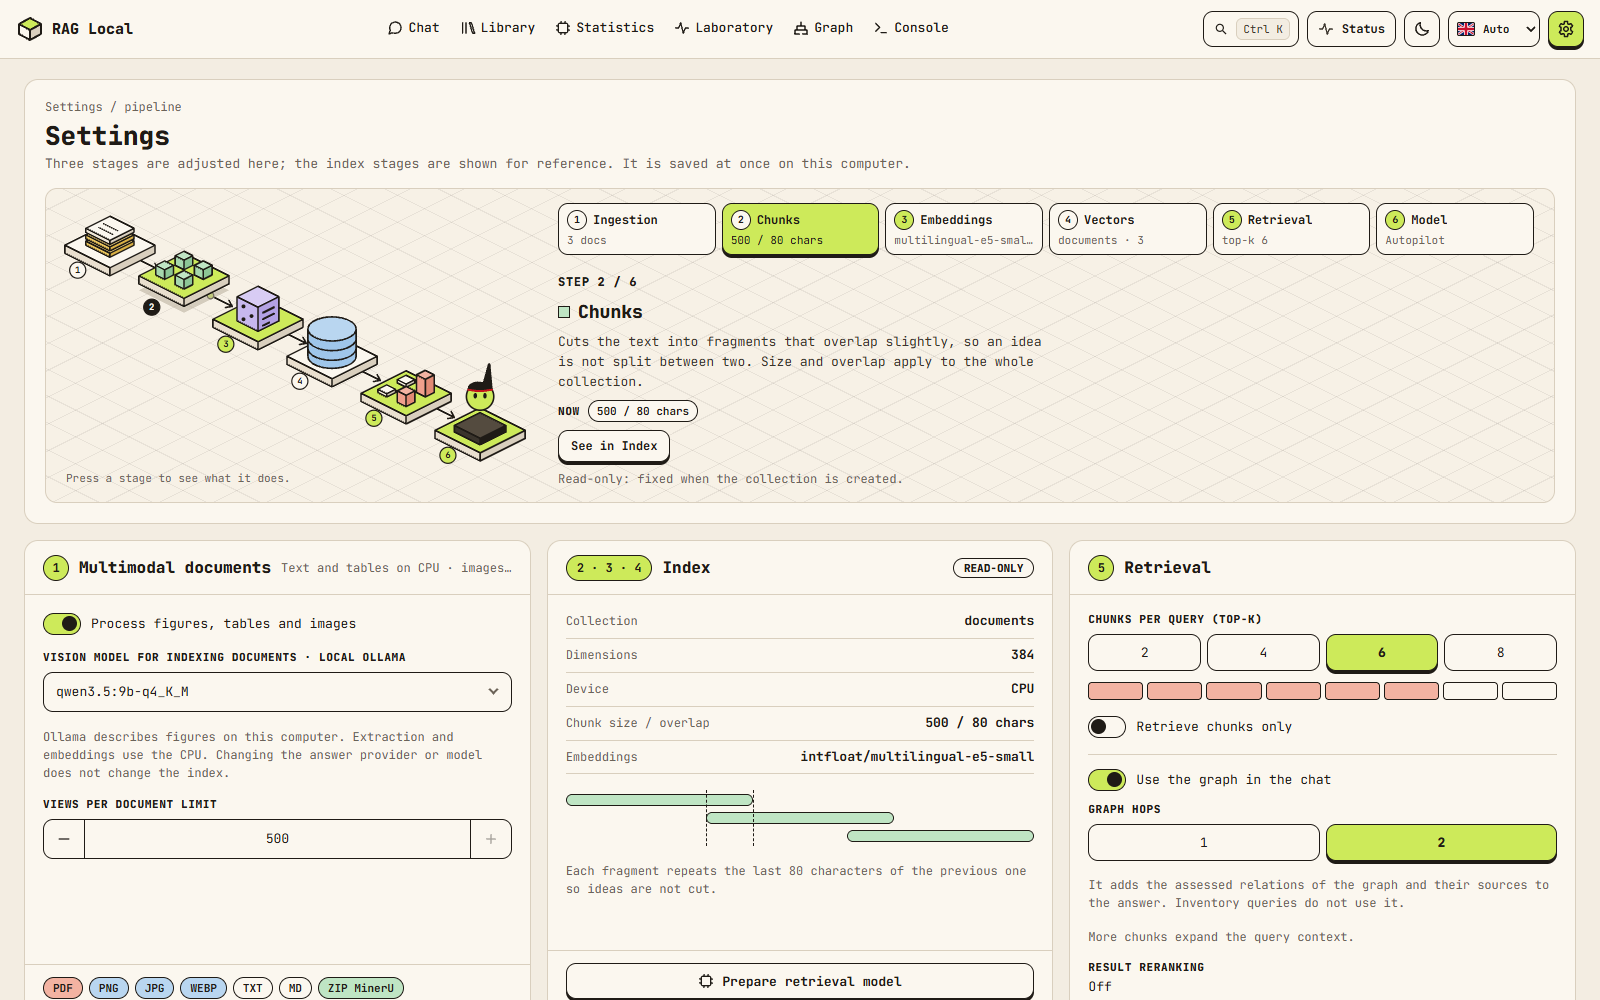 RAG Local
Chat
Library
Statistics
Laboratory
Graph
Console
Ctrl K
Status
Auto
Settings / pipeline
Settings
Three stages are adjusted here; the index stages are shown for reference. It is saved at once on this computer.
1
2
3
4
5
6
Press a stage to see what it does.
1 Ingestion
3 docs
2 Chunks
500 / 80 chars
3 Embeddings
multilingual-e5-smal…
4 Vectors
documents · 3
5 Retrieval
top-k 6
6 Model
Autopilot
STEP 2 / 6
Chunks
Cuts the text into fragments that overlap slightly, so an idea
is not split between two. Size and overlap apply to the whole
collection.
NOW 500 / 80 chars
See in Index
Read-only: fixed when the collection is created.
1 Multimodal documents Text and tables on CPU · images…
Process figures, tables and images
VISION MODEL FOR INDEXING DOCUMENTS · LOCAL OLLAMA
qwen3.5:9b-q4_K_M
Ollama describes figures on this computer. Extraction and
embeddings use the CPU. Changing the answer provider or model
does not change the index.
VIEWS PER DOCUMENT LIMIT
− 500 +
PDF PNG JPG WEBP TXT MD ZIP MinerU
2 · 3 · 4 Index READ-ONLY
Collection documents
Dimensions 384
Device CPU
Chunk size / overlap 500 / 80 chars
Embeddings intfloat/multilingual-e5-small
Each fragment repeats the last 80 characters of the previous one
so ideas are not cut.
Prepare retrieval model
5 Retrieval
CHUNKS PER QUERY (TOP-K)
2 4 6 8
Retrieve chunks only
Use the graph in the chat
GRAPH HOPS
1 2
It adds the assessed relations of the graph and their sources to
the answer. Inventory queries do not use it.
More chunks expand the query context.
RESULT RERANKING
Off